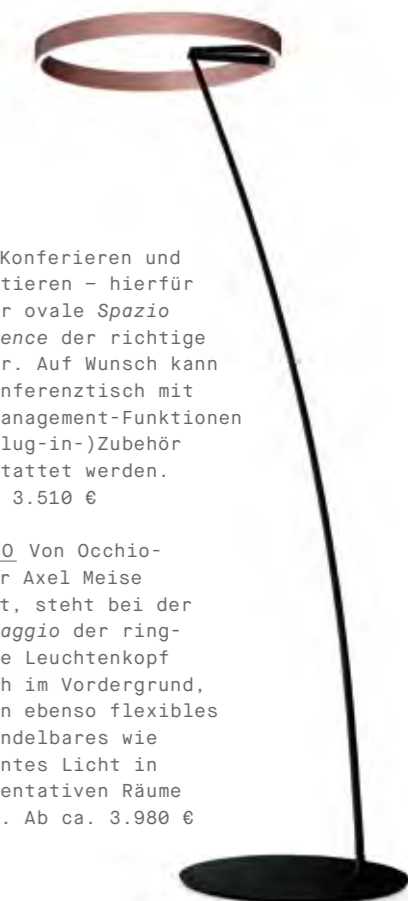 Konferieren und
tieren – hierfür
r ovale Spazio
ence der richtige
r. Auf Wunsch kann
nferenztisch mit
anagement-Funktionen
lug-in-)Zubehör
tattet werden.
3.510 €
O Von Occhio-
r Axel Meise
t, steht bei der
aggio der ring-
e Leuchtenkopf
h im Vordergrund,
n ebenso flexibles
ndelbares wie
ntes Licht in
entativen Räume
. Ab ca. 3.980 €